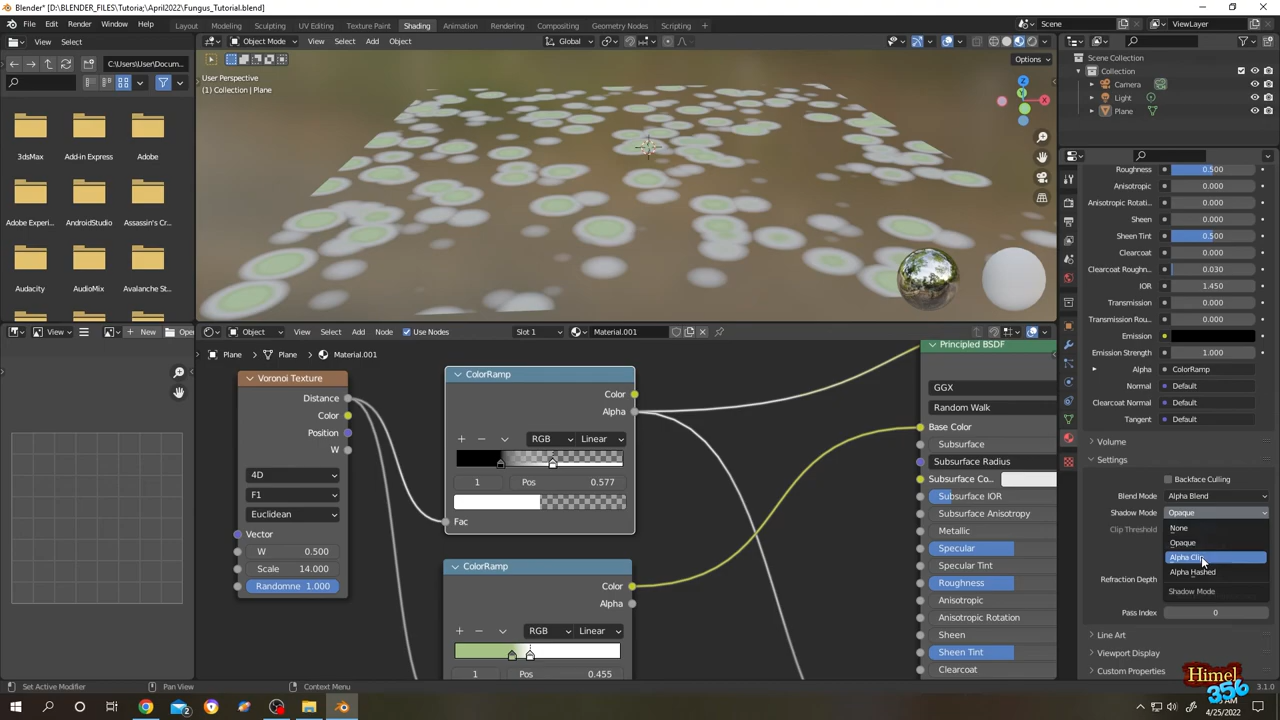 Blender* [D:\BLENDER_FILES\Tutoria;\April2022\Fungus_Tutorial.blend]
File Edit Render Window Help Layout Modeling Sculpting UV Editing Texture Paint Shading Animation Rendering Compositing Geometry Nodes Scripting Scene ViewLayer
View Select
Object Mode View Select Add Object Global
C:\Users\User\Docum...
Options
User Perspective
(1) Collection | Plane
3dsMax Add-in Express Adobe
Adobe Experi... AndroidStudio Assassin's Cr...
Audacity AudioMix Avalanche St...
Z
Y
X
Scene Collection
Collection
Camera
Light
Plane
Roughness 0.500
Anisotropic 0.000
Anisotropic Rotati... 0.000
Sheen 0.000
Sheen Tint 0.500
Clearcoat 0.000
Clearcoat Roughn... 0.030
IOR 1.450
Transmission 0.000
Transmission Rou... 0.000
Emission
Emission Strength 1.000
Alpha ColorRamp
Normal Default
Clearcoat Normal Default
Tangent Default
Volume
Settings
Backface Culling
Blend Mode Alpha Blend
Shadow Mode Opaque
Clip Threshold
None
Opaque
Alpha Clip
Alpha Hashed
Shadow Mode
Refraction Depth
Pass Index 0
Line Art
Viewport Display
Custom Properties
View New Open
Object View Select Add Node Use Nodes Slot 1 Material.001
Plane Plane Material.001
Voronoi Texture
Distance
Color
Position
W
4D
F1
Euclidean
Vector
W 0.500
Scale 14.000
Randomne 1.000
ColorRamp
Color
Alpha
RGB Linear
1 Pos 0.577
Fac
ColorRamp
Color
Alpha
RGB Linear
1 Pos 0.455
Principled BSDF
GGX
Random Walk
Base Color
Subsurface
Subsurface Radius
Subsurface Co...
Subsurface IOR
Subsurface Anisotropy
Metallic
Specular
Specular Tint
Roughness
Anisotropic
Anisotropic Rotation
Sheen
Sheen Tint
Clearcoat
Set Active Modifier Pan View Context Menu 3.1.0
Himel
356
4/25/2022